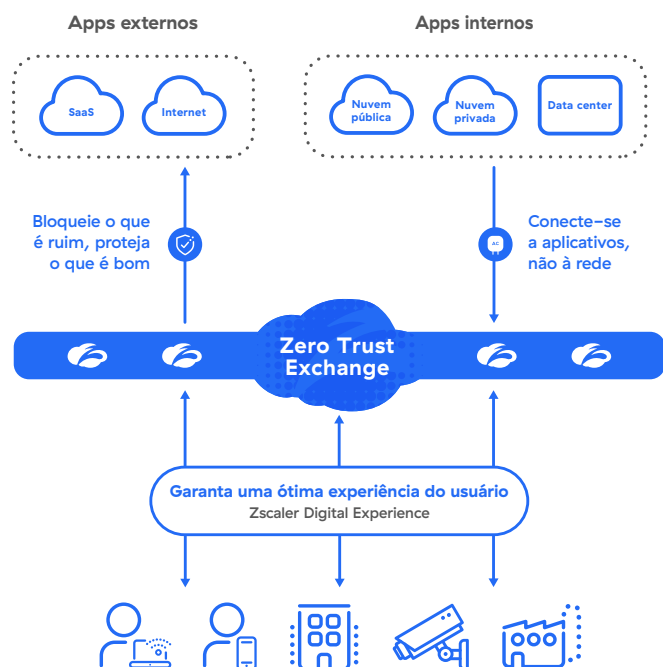 Apps externos
Apps internos
SaaS
Internet
Nuvem
pública
Nuvem
privada
Data center
Bloqueie o que
é ruim, proteja
o que é bom
AC
Conecte-se
a aplicativos,
não à rede
Zero Trust
Exchange
Garanta uma ótima experiência do usuário
Zscaler Digital Experience